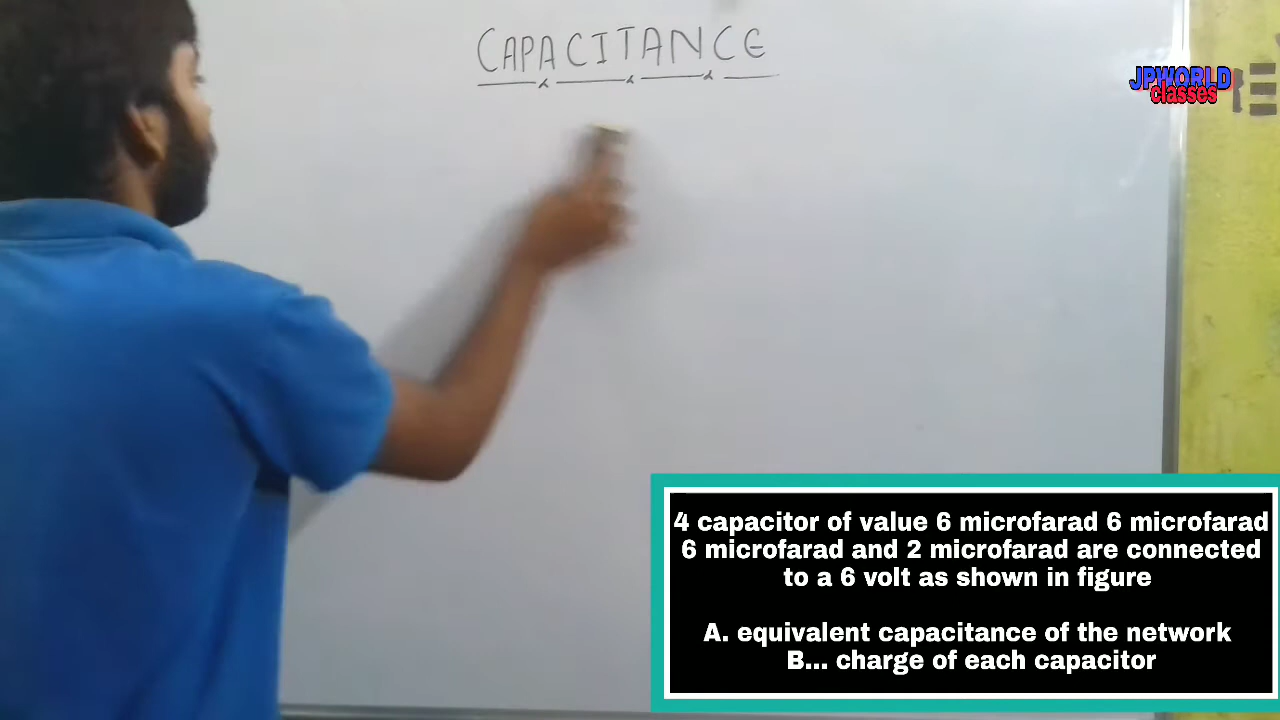 CAPACITANCE
JPWORLD
classes
4 capacitor of value 6 microfarad 6 microfarad
6 microfarad and 2 microfarad are connected
to a 6 volt as shown in figure
A. equivalent capacitance of the network
B... charge of each capacitor